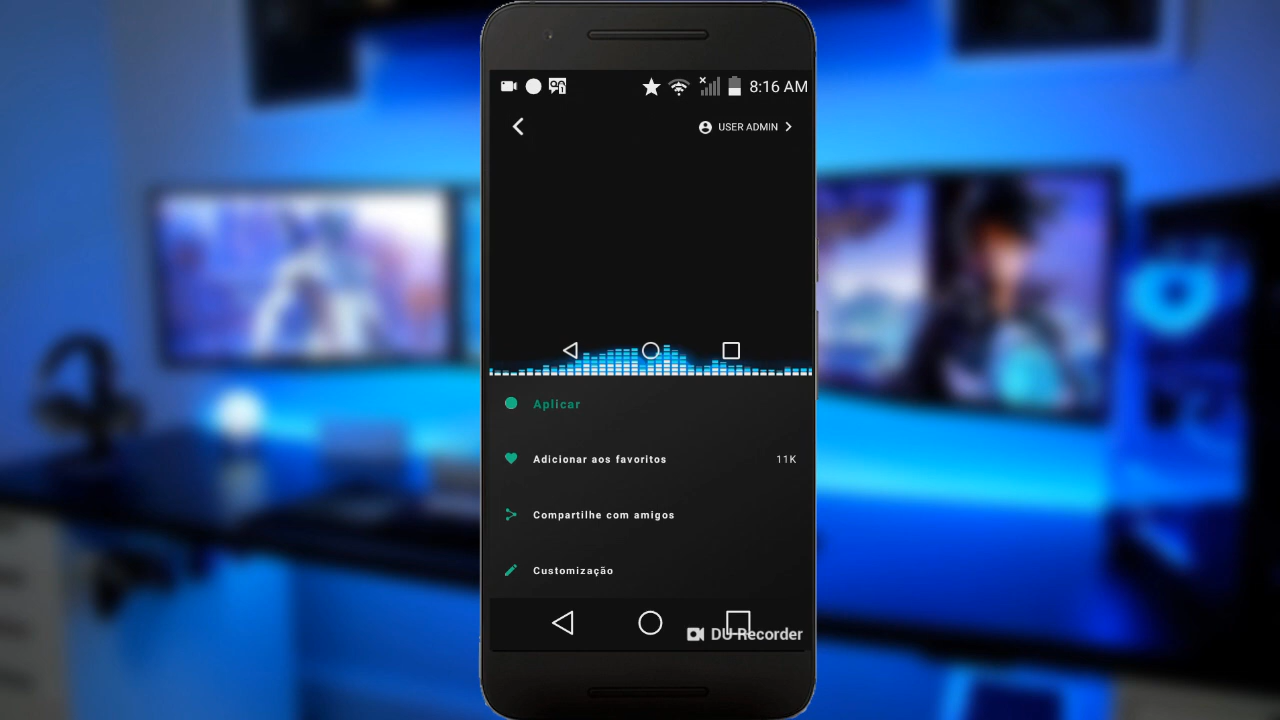 8:16 AM
USER ADMIN
Aplicar
Adicionar aos favoritos 11K
Compartilhe com amigos
Customização
DU Recorder